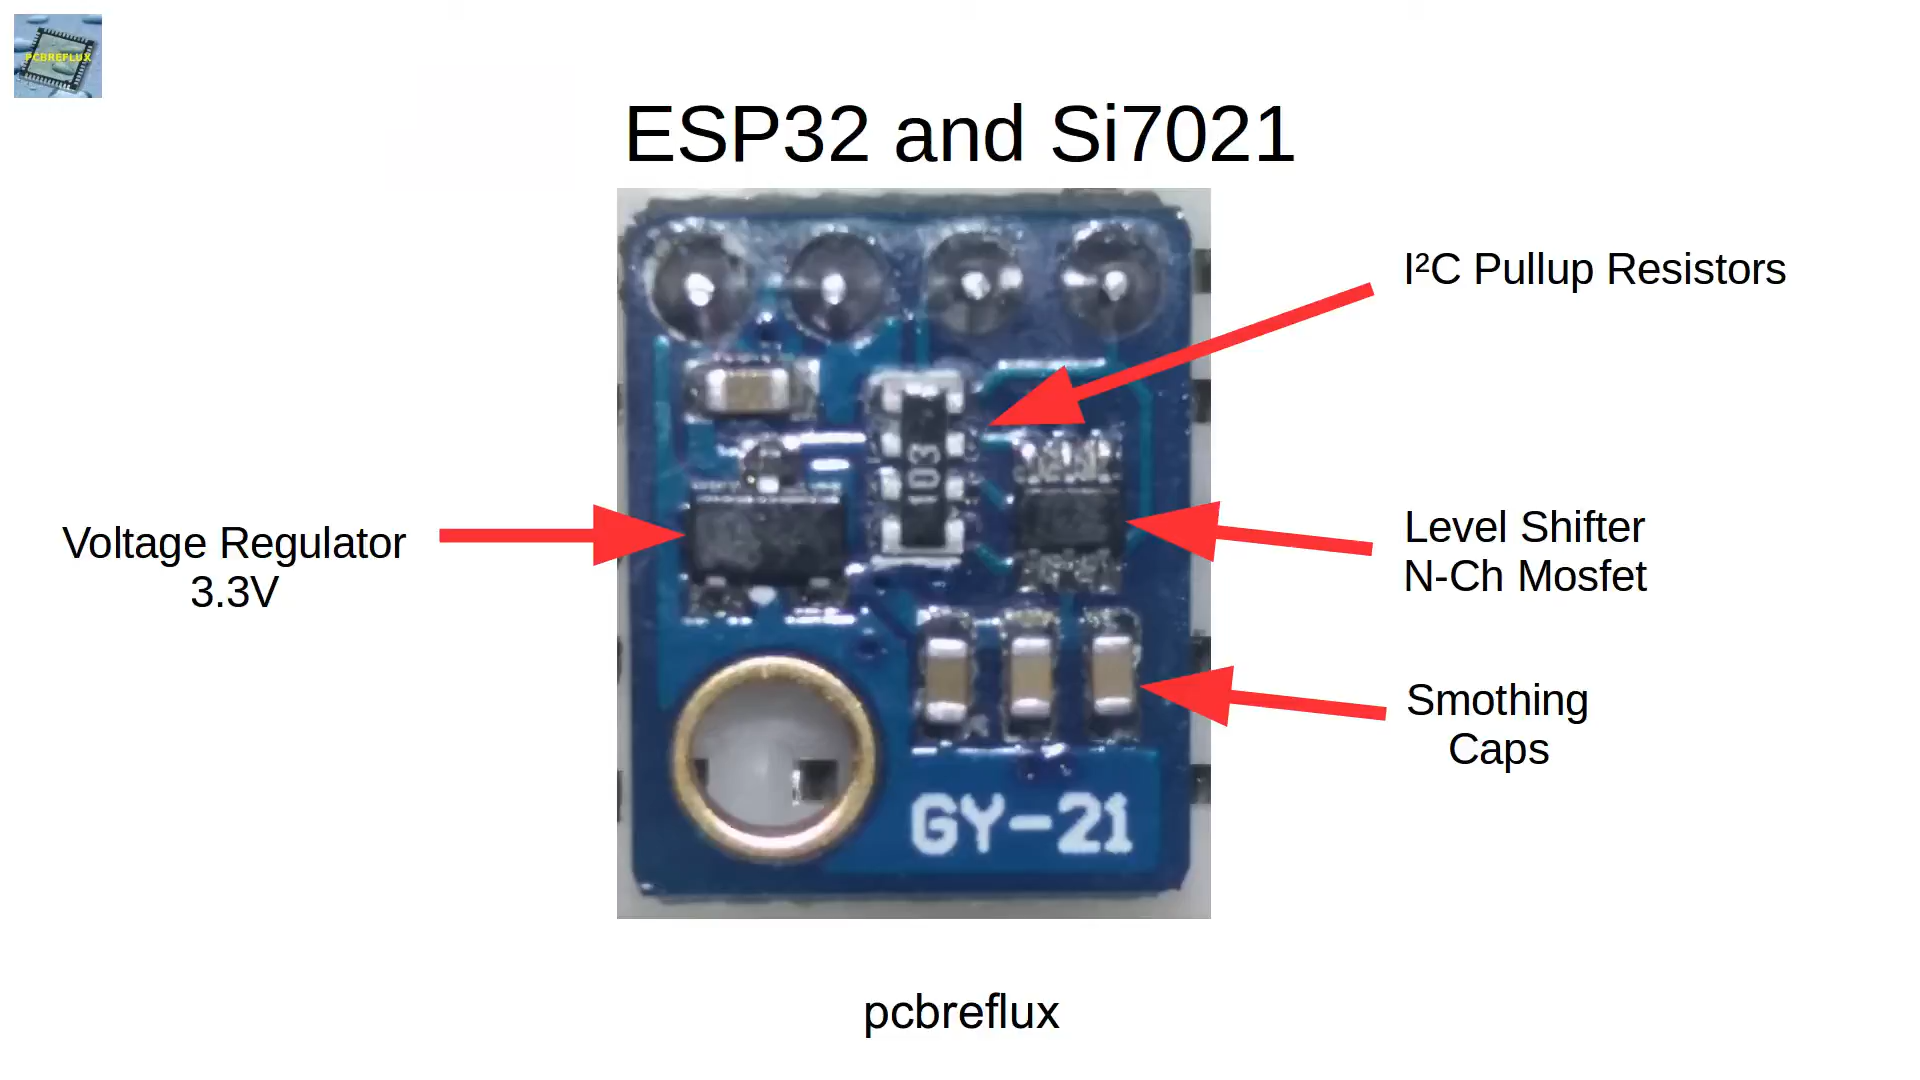 PCBREFLUX
ESP32 and Si7021
I²C Pullup Resistors
103
Voltage Regulator
3.3V
Level Shifter
N-Ch Mosfet
Smothing
Caps
GY-21
pcbreflux